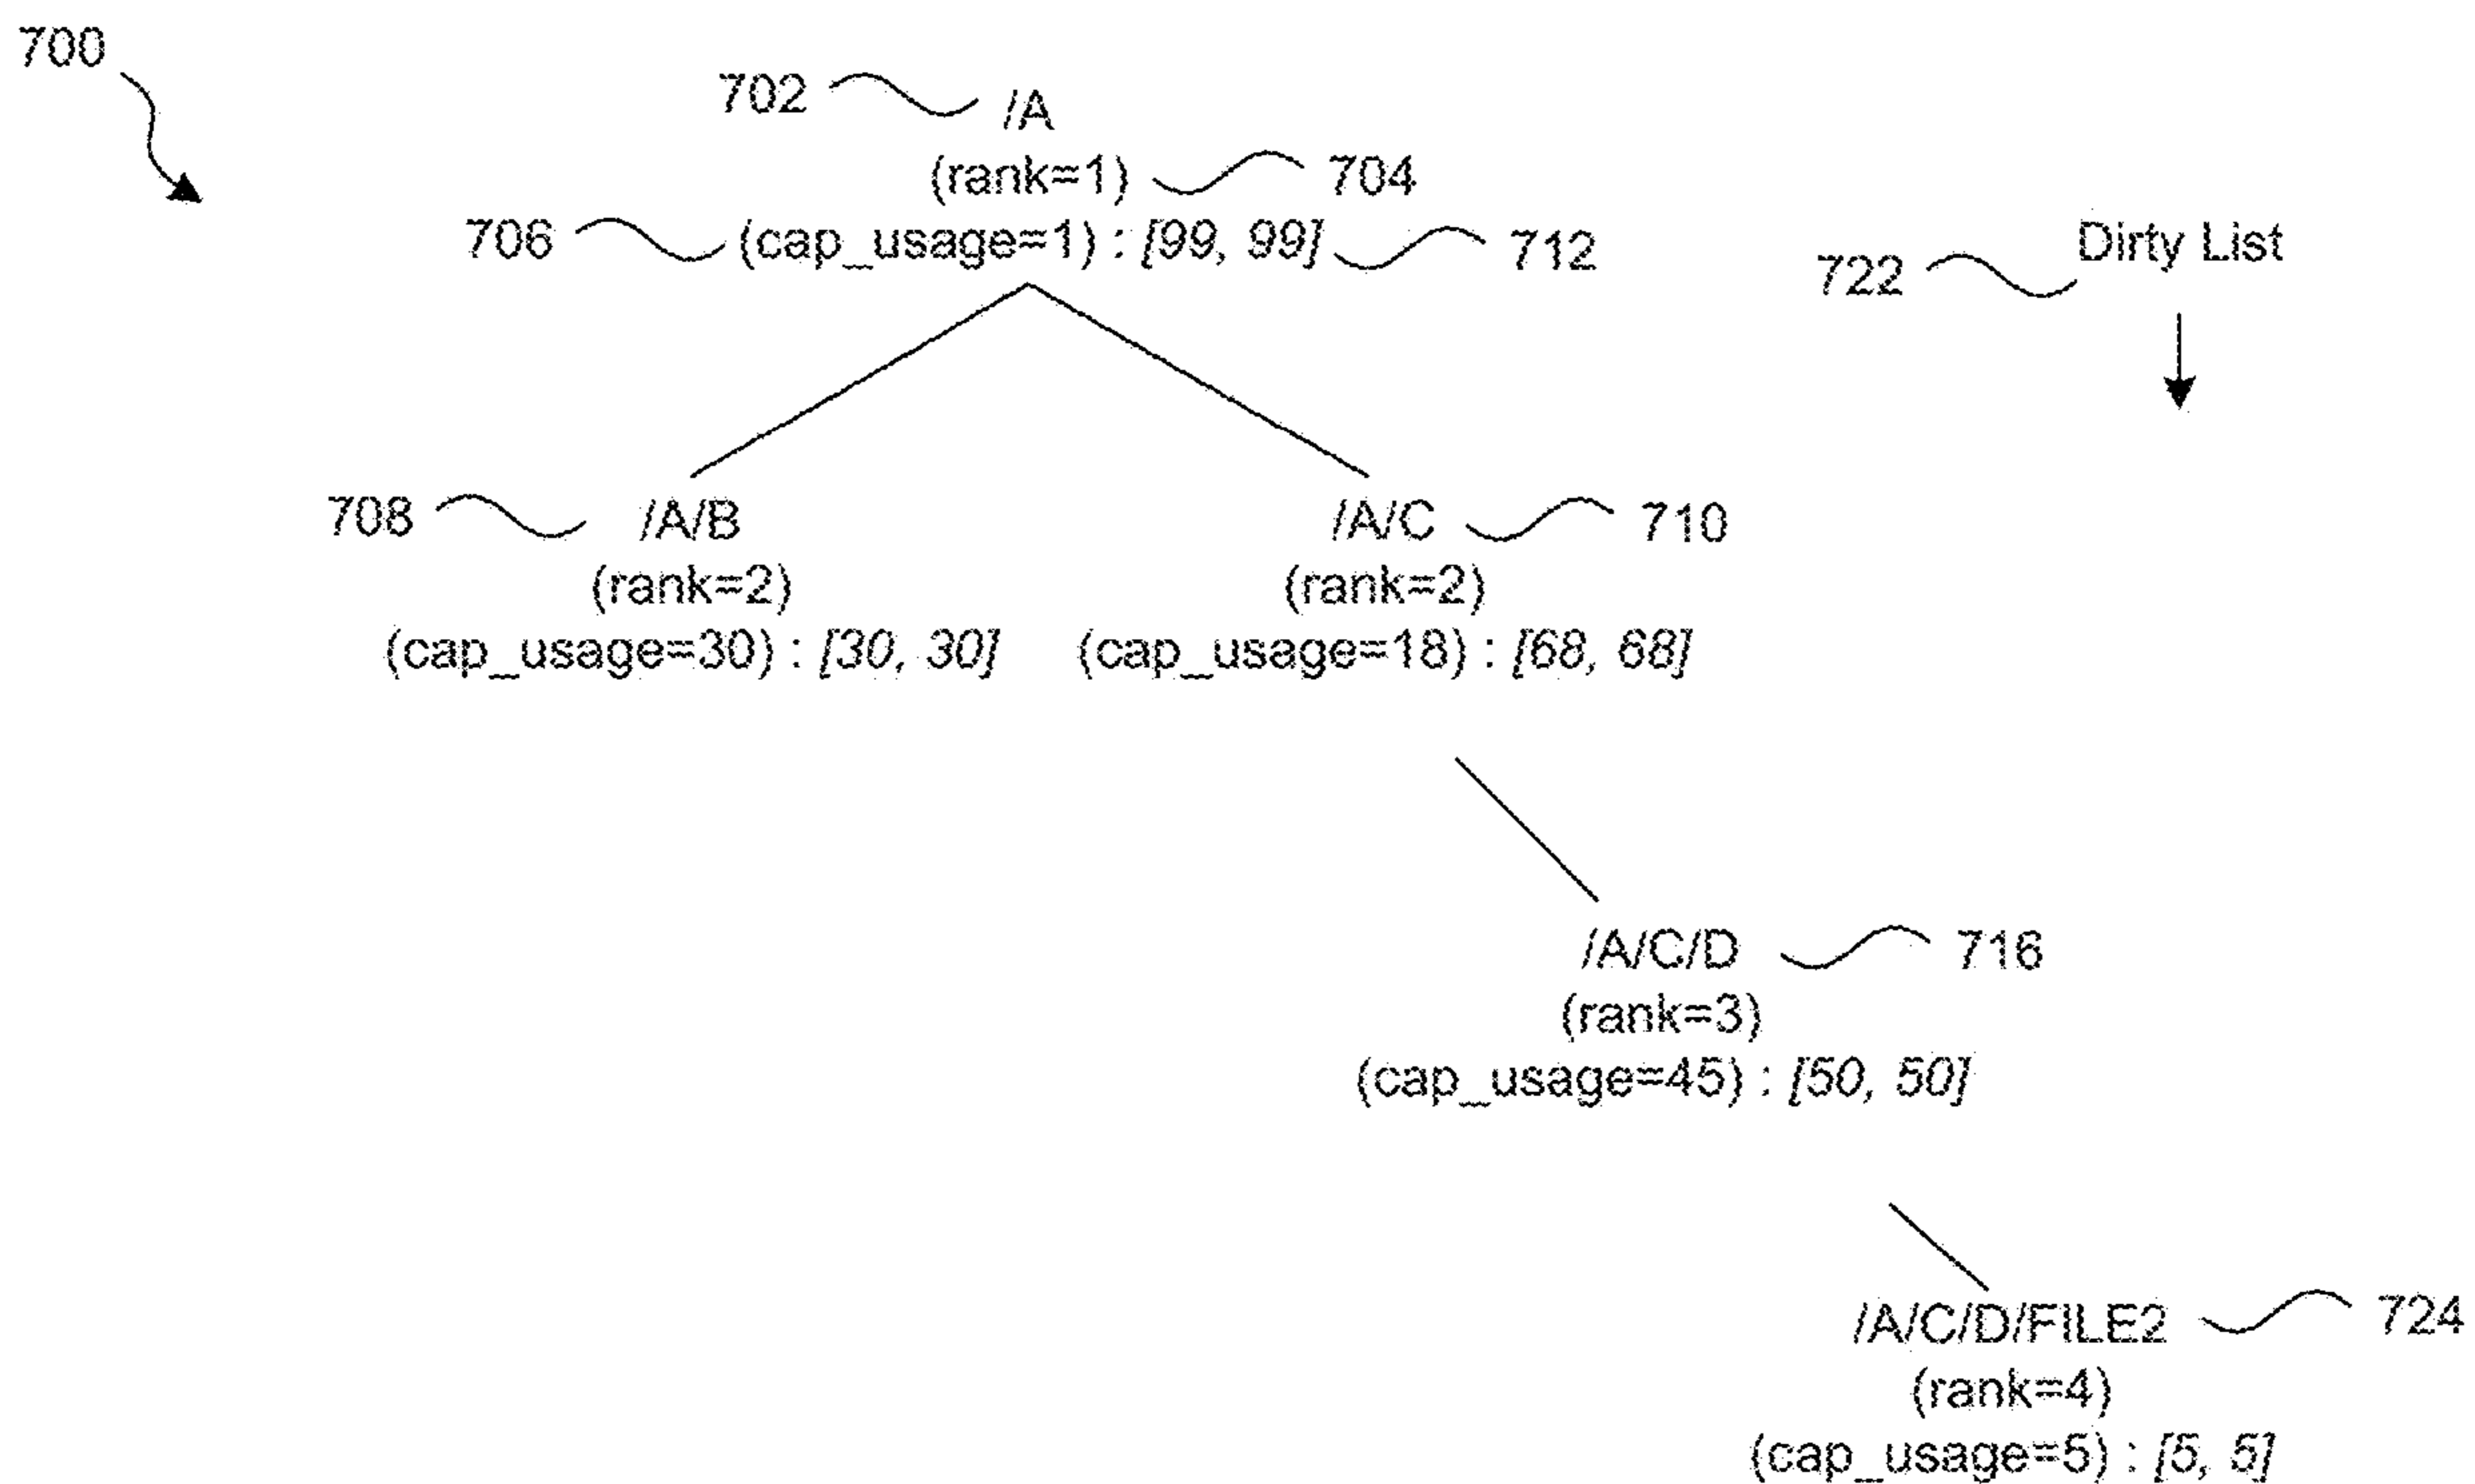 700
702 /A
(rank=1) 704
706 (cap_usage=1) : [99, 99] 712
722 Dirty List
708 /A/B
(rank=2)
(cap_usage=30) : [30, 30]
/A/C 710
(rank=2)
(cap_usage=18) : [68, 68]
/A/C/D 716
(rank=3)
(cap_usage=45) : [50, 50]
/A/C/D/FILE2 724
(rank=4)
(cap_usage=5) : [5, 5]